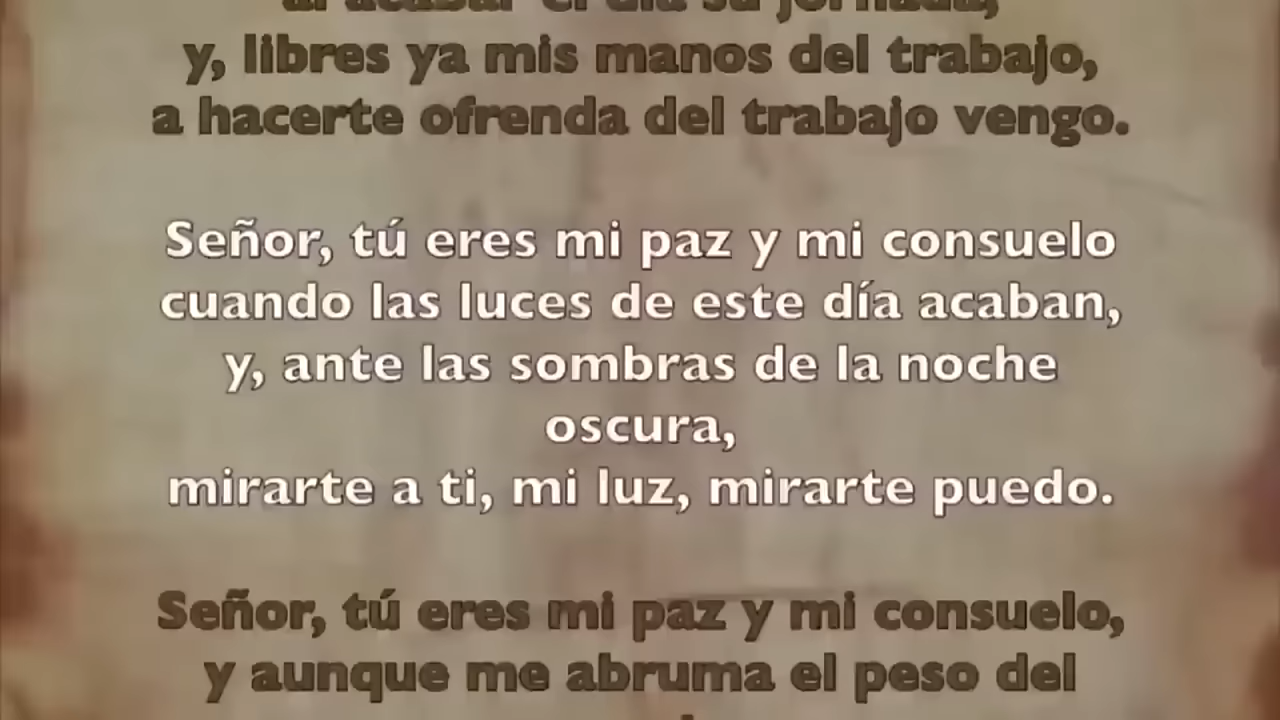 al acabar el día su jornada,
y, libres ya mis manos del trabajo,
a hacerte ofrenda del trabajo vengo.
Señor, tú eres mi paz y mi consuelo
cuando las luces de este día acaban,
y, ante las sombras de la noche
oscura,
mirarte a ti, mi luz, mirarte puedo.
Señor, tú eres mi paz y mi consuelo,
y aunque me abruma el peso del